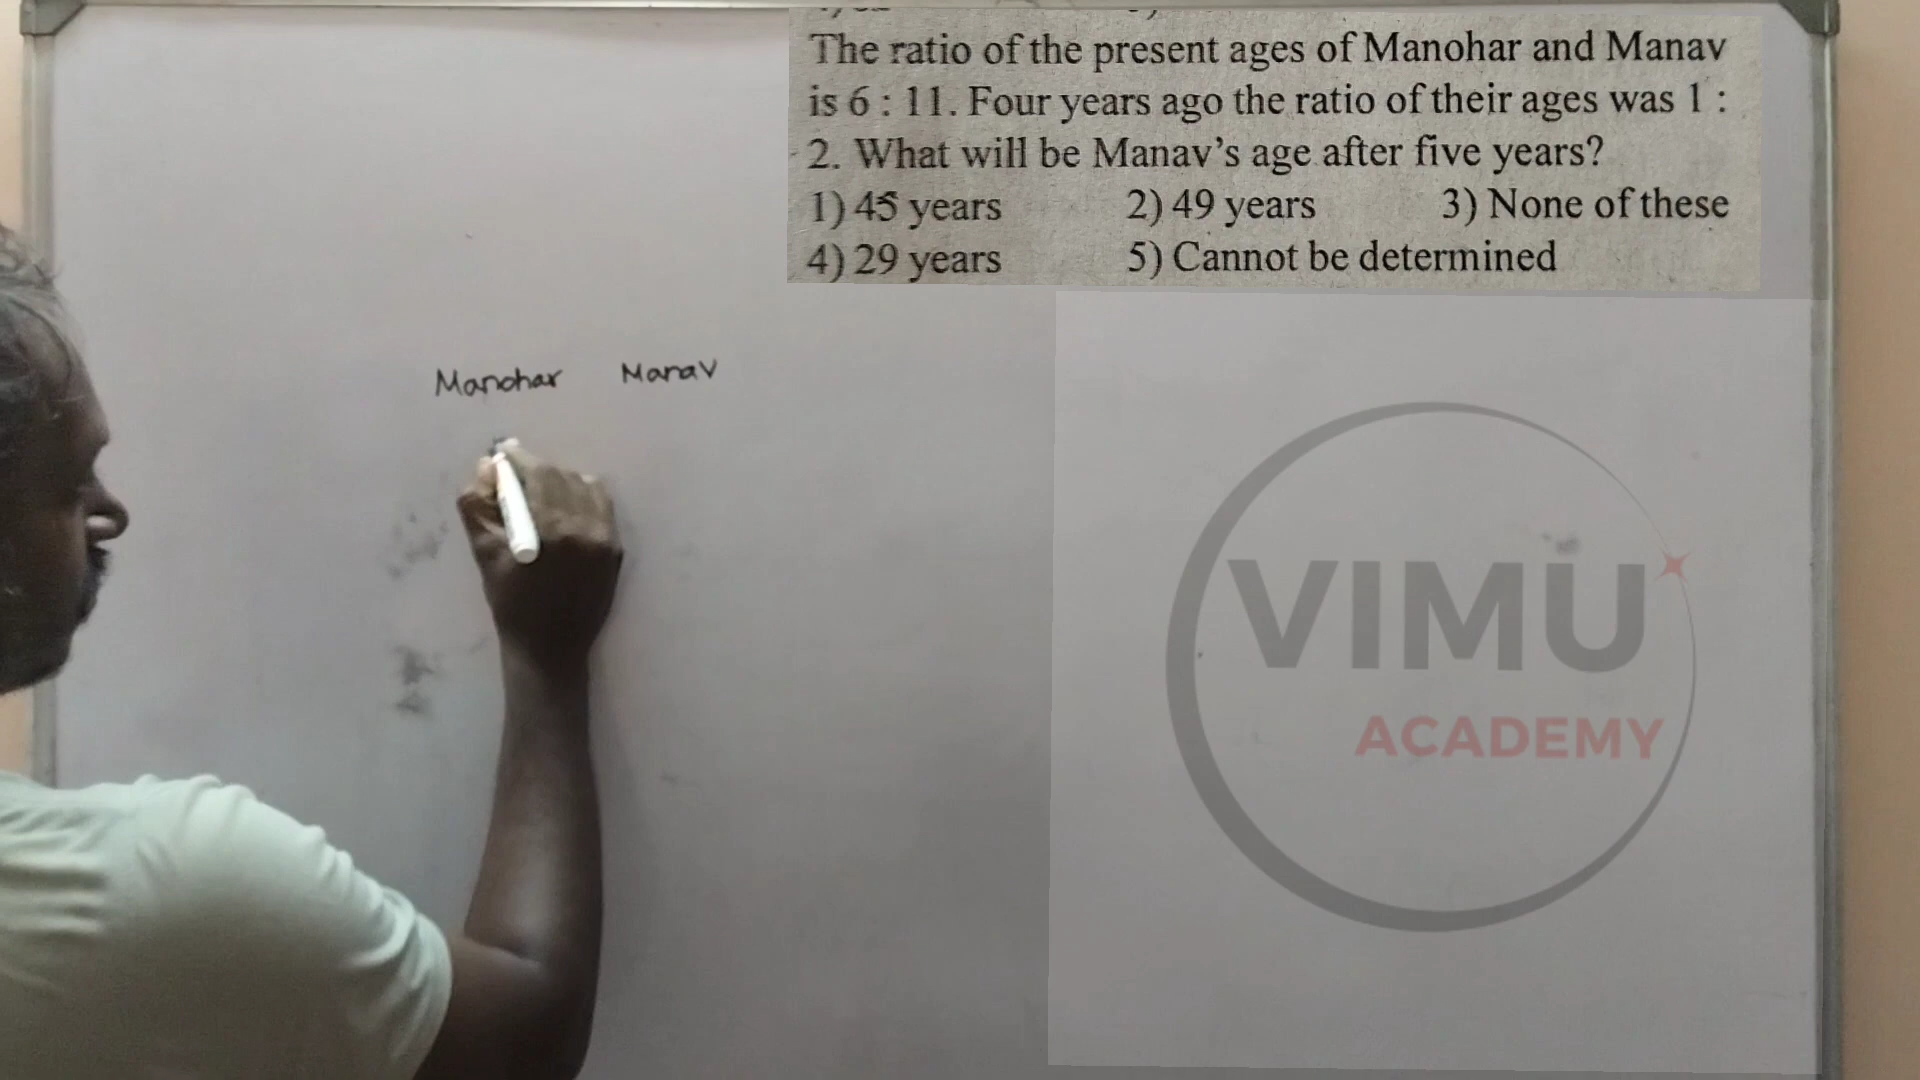 The ratio of the present ages of Manohar and Manav
is 6 : 11. Four years ago the ratio of their ages was 1 :
2. What will be Manav's age after five years?
1) 45 years 2) 49 years 3) None of these
4) 29 years 5) Cannot be determined
Manohar Manav
VIMU
ACADEMY